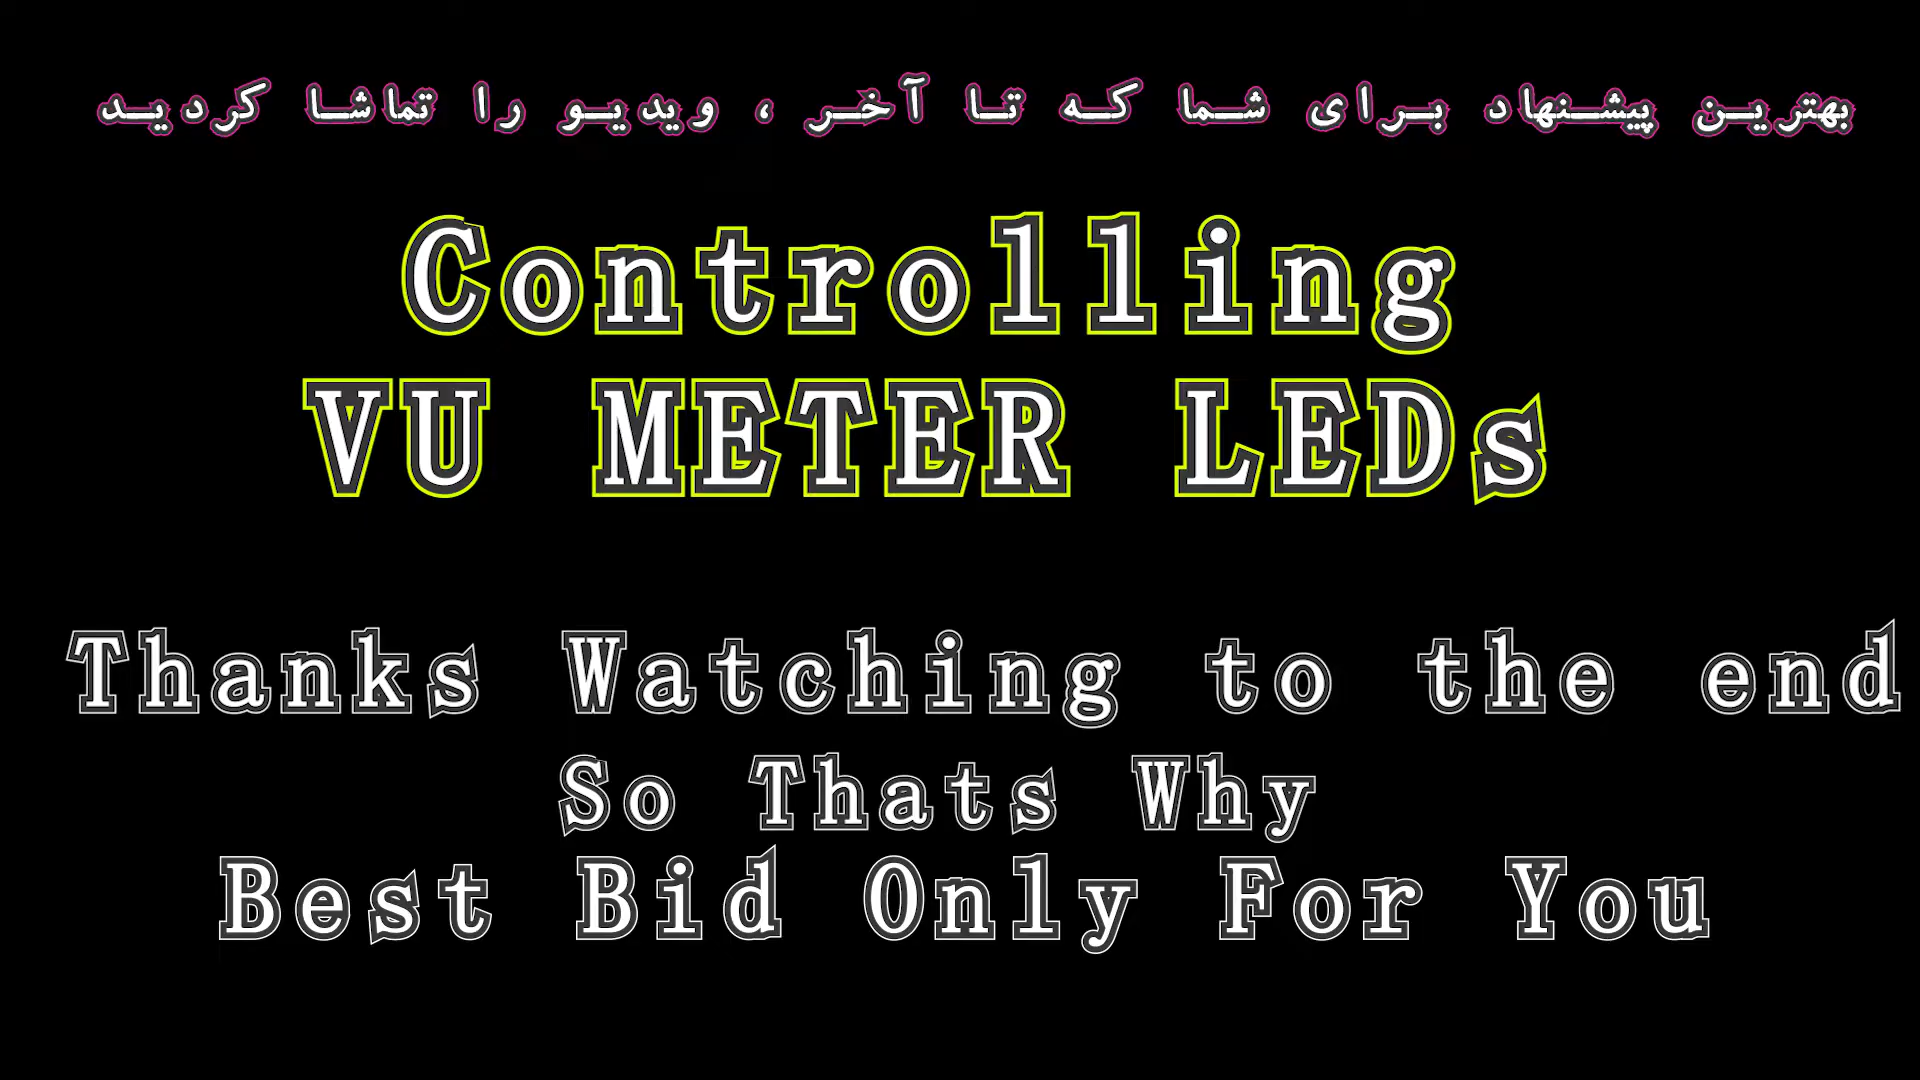 بهترین پیشنهاد برای شما که تا آخر ، ویدیو را تماشا کردید
Controlling
VU METER LEDs
Thanks Watching to the end
So Thats Why
Best Bid Only For You